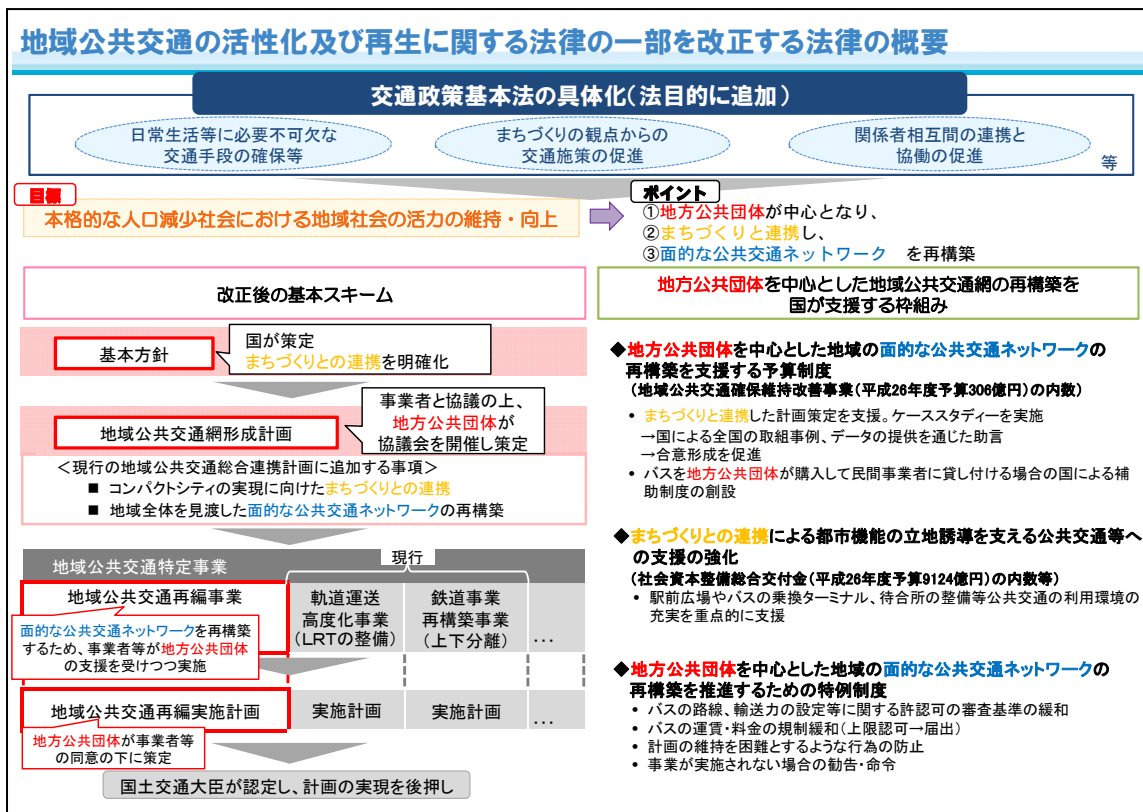 地域公共交通の活性化及び再生に関する法律の一部を改正する法律の概要
交通政策基本法の具体化(法目的に追加)
日常生活等に必要不可欠な
交通手段の確保等
まちづくりの観点からの
交通施策の促進
関係者相互間の連携と
協働の促進
等
目標
本格的な人口減少社会における地域社会の活力の維持・向上
ポイント
①地方公共団体が中心となり、
②まちづくりと連携し、
③面的な公共交通ネットワーク を再構築
改正後の基本スキーム
基本方針
国が策定
まちづくりとの連携を明確化
地域公共交通網形成計画
事業者と協議の上、
地方公共団体が
協議会を開催し策定
<現行の地域公共交通総合連携計画に追加する事項>
■ コンパクトシティの実現に向けたまちづくりとの連携
■ 地域全体を見渡した面的な公共交通ネットワークの再構築
地域公共交通特定事業
現行
地域公共交通再編事業
面的な公共交通ネットワークを再構築
するため、事業者等が地方公共団体
の支援を受けつつ実施
軌道運送
高度化事業
(LRTの整備)
鉄道事業
再構築事業
(上下分離)
…
地域公共交通再編実施計画
実施計画
実施計画
…
地方公共団体が事業者等
の同意の下に策定
国土交通大臣が認定し、計画の実現を後押し
地方公共団体を中心とした地域公共交通網の再構築を
国が支援する枠組み
◆地方公共団体を中心とした地域の面的な公共交通ネットワークの
再構築を支援する予算制度
(地域公共交通確保維持改善事業(平成26年度予算306億円)の内数)
• まちづくりと連携した計画策定を支援。ケーススタディーを実施
→国による全国の取組事例、データの提供を通じた助言
→合意形成を促進
• バスを地方公共団体が購入して民間事業者に貸し付ける場合の国による補
助制度の創設
◆まちづくりとの連携による都市機能の立地誘導を支える公共交通等へ
の支援の強化
(社会資本整備総合交付金(平成26年度予算9124億円)の内数等)
• 駅前広場やバスの乗換ターミナル、待合所の整備等公共交通の利用環境の
充実を重点的に支援
◆地方公共団体を中心とした地域の面的な公共交通ネットワークの
再構築を推進するための特例制度
• バスの路線、輸送力の設定等に関する許認可の審査基準の緩和
• バスの運賃・料金の規制緩和(上限認可→届出)
• 計画の維持を困難とするような行為の防止
• 事業が実施されない場合の勧告・命令